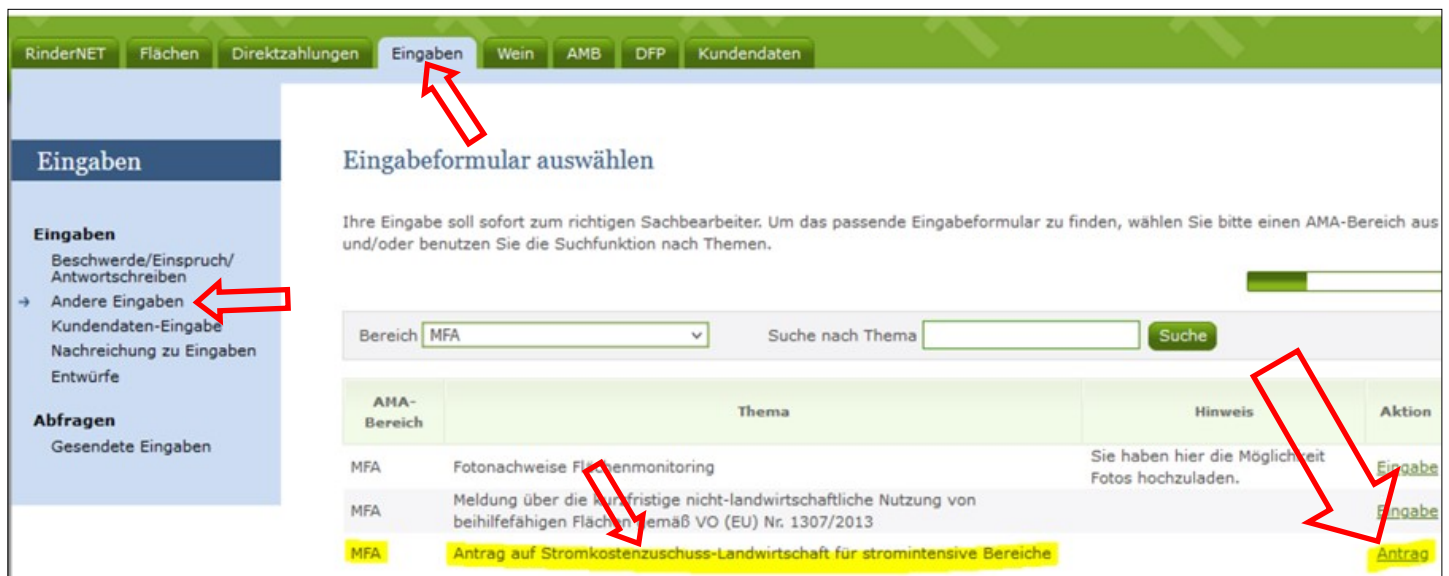 RinderNET Flächen Direktzahlungen Eingaben Wein AMB DFP Kundendaten
Eingaben
Eingaben
Beschwerde/Einspruch/
Antwortschreiben
→ Andere Eingaben
Kundendaten-Eingabe
Nachreichung zu Eingaben
Entwürfe
Abfragen
Gesendete Eingaben
Eingabeformular auswählen
Ihre Eingabe soll sofort zum richtigen Sachbearbeiter. Um das passende Eingabeformular zu finden, wählen Sie bitte einen AMA-Bereich aus
und/oder benutzen Sie die Suchfunktion nach Themen.
Bereich MFA Suche nach Thema Suche
AMA-
Bereich Thema Hinweis Aktion
MFA Fotonachweise Flächenmonitoring Sie haben hier die Möglichkeit
Fotos hochzuladen. Eingabe
MFA Meldung über die kurzfristige nicht-landwirtschaftliche Nutzung von
beihilfefähigen Flächen gemäß VO (EU) Nr. 1307/2013 Eingabe
MFA Antrag auf Stromkostenzuschuss-Landwirtschaft für stromintensive Bereiche Antrag